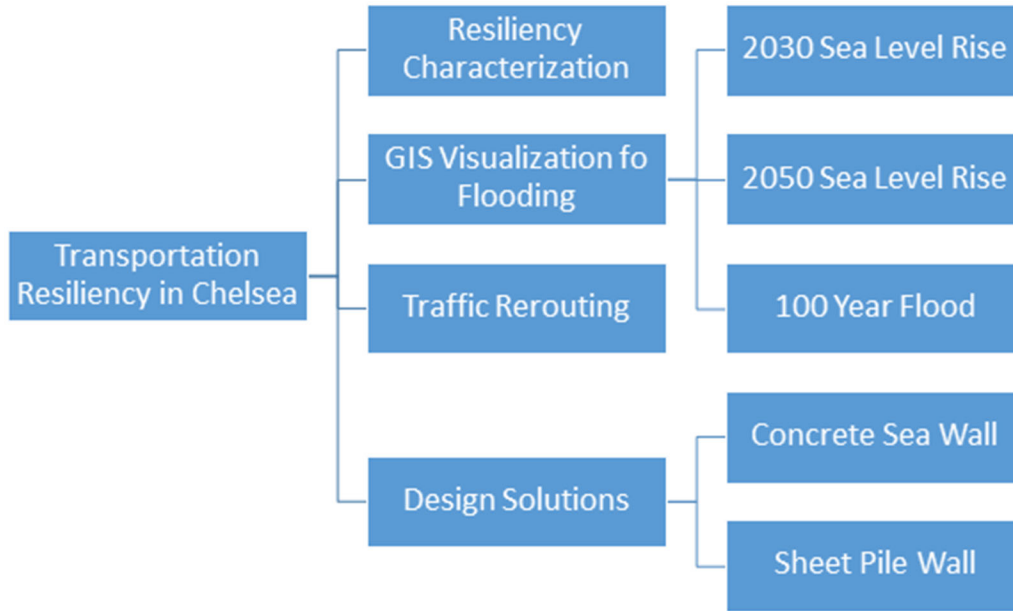 Transportation
Resiliency in Chelsea
Resiliency
Characterization
GIS Visualization fo
Flooding
Traffic Rerouting
Design Solutions
2030 Sea Level Rise
2050 Sea Level Rise
100 Year Flood
Concrete Sea Wall
Sheet Pile Wall